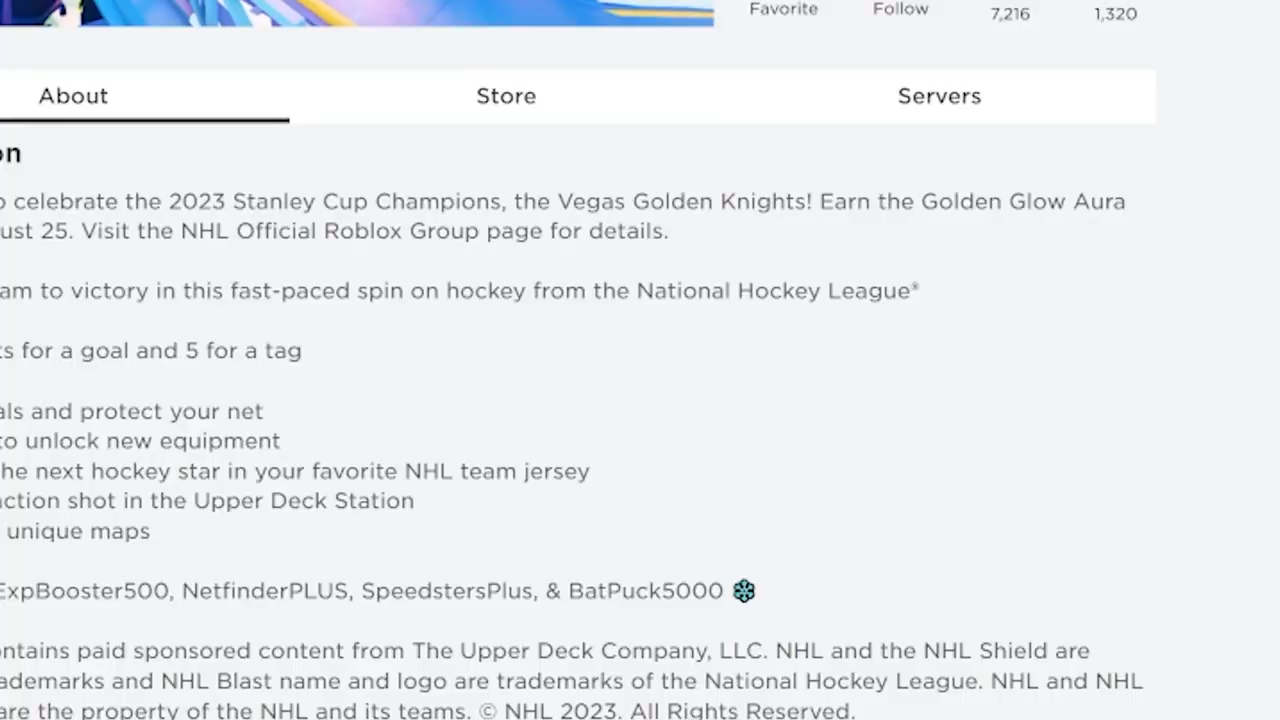 Favorite Follow 7,216 1,320
About Store Servers
on
celebrate the 2023 Stanley Cup Champions, the Vegas Golden Knights! Earn the Golden Glow Aura
ust 25. Visit the NHL Official Roblox Group page for details.
am to victory in this fast-paced spin on hockey from the National Hockey League®
ts for a goal and 5 for a tag
als and protect your net
to unlock new equipment
he next hockey star in your favorite NHL team jersey
action shot in the Upper Deck Station
unique maps
ExpBooster500, NetfinderPLUS, SpeedstersPlus, & BatPuck5000
ontains paid sponsored content from The Upper Deck Company, LLC. NHL and the NHL Shield are
ademarks and NHL Blast name and logo are trademarks of the National Hockey League. NHL and NHL
are the property of the NHL and its teams. © NHL 2023. All Rights Reserved.